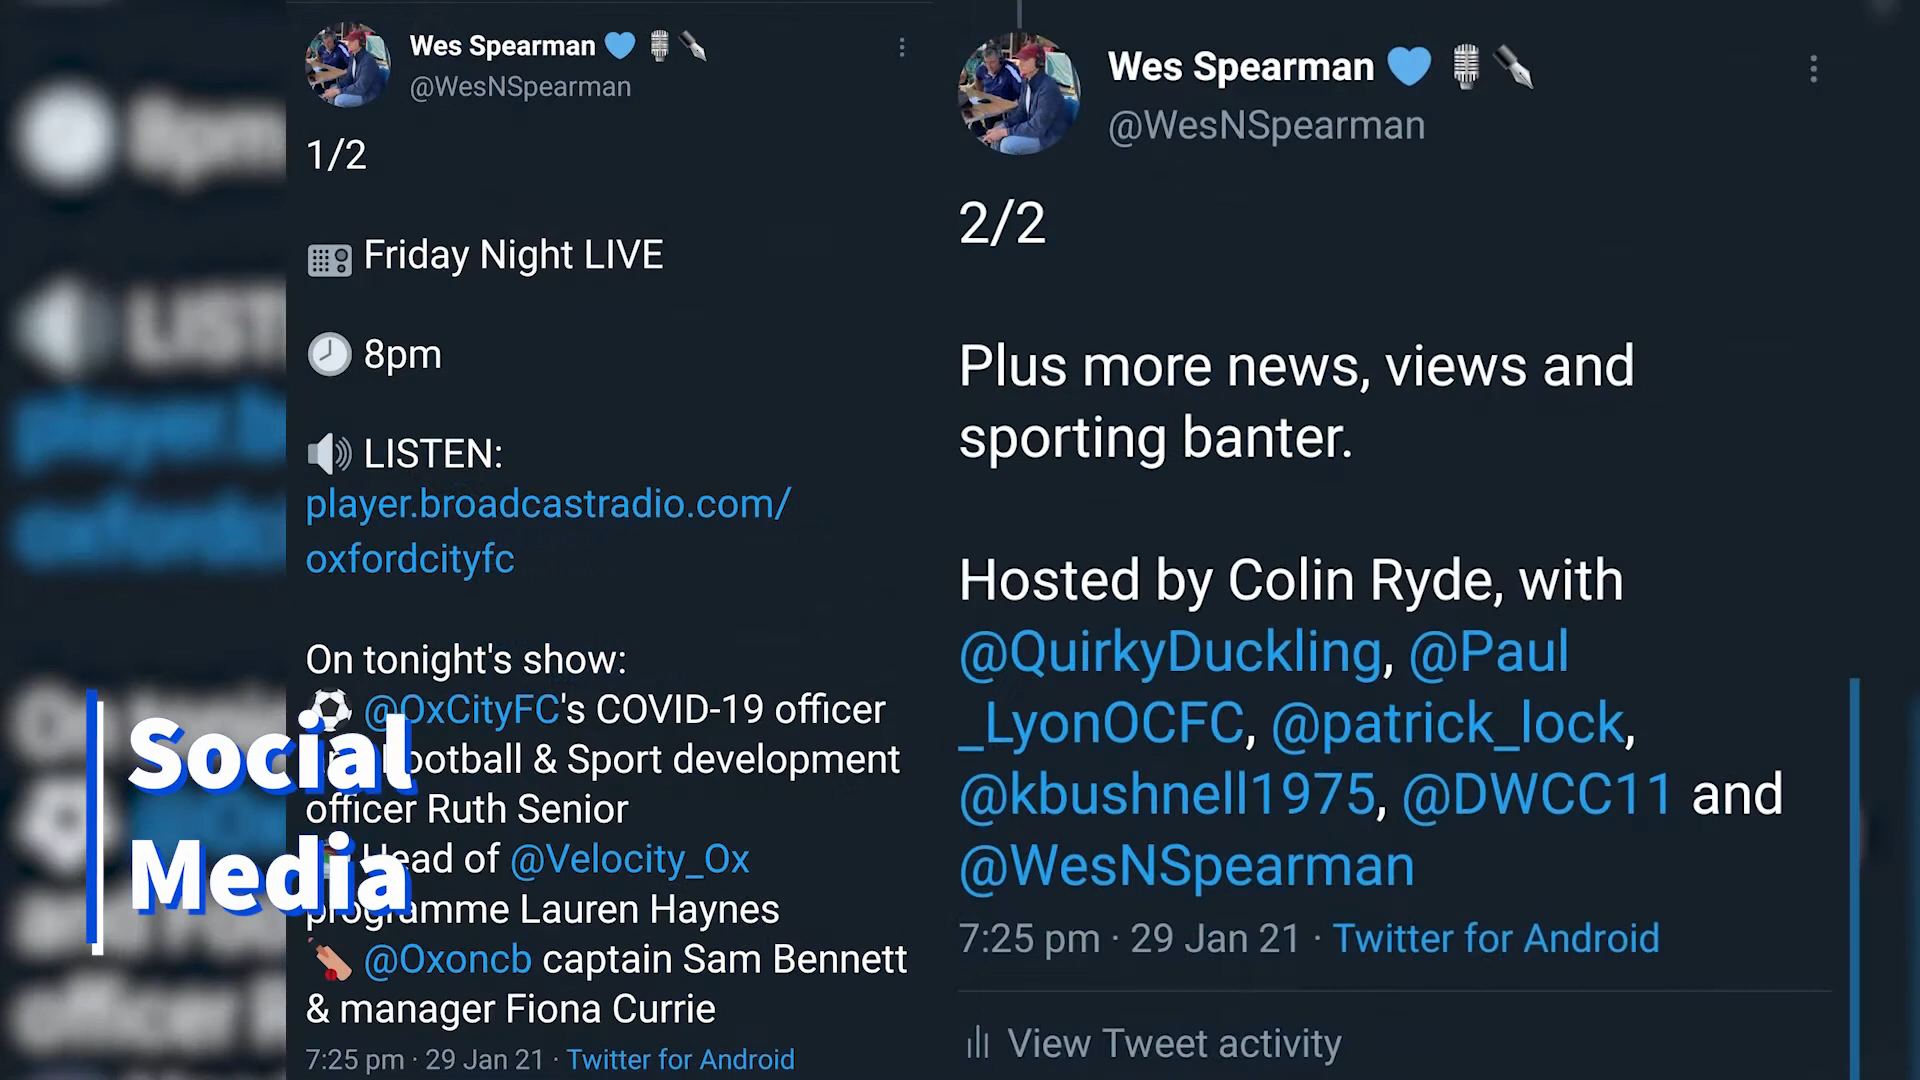 Wes Spearman
@WesNSpearman
1/2
Friday Night LIVE
8pm
LISTEN:
player.broadcastradio.com/
oxfordcityfc
On tonight's show:
@OxCityFC's COVID-19 officer
ootball & Sport development
officer Ruth Senior
Head of @Velocity_Ox
programme Lauren Haynes
@Oxoncb captain Sam Bennett
& manager Fiona Currie
7:25 pm · 29 Jan 21 · Twitter for Android
Social
Media
Wes Spearman
@WesNSpearman
2/2
Plus more news, views and
sporting banter.
Hosted by Colin Ryde, with
@QuirkyDuckling, @Paul
_LyonOCFC, @patrick_lock,
@kbushnell1975, @DWCC11 and
@WesNSpearman
7:25 pm · 29 Jan 21 · Twitter for Android
View Tweet activity